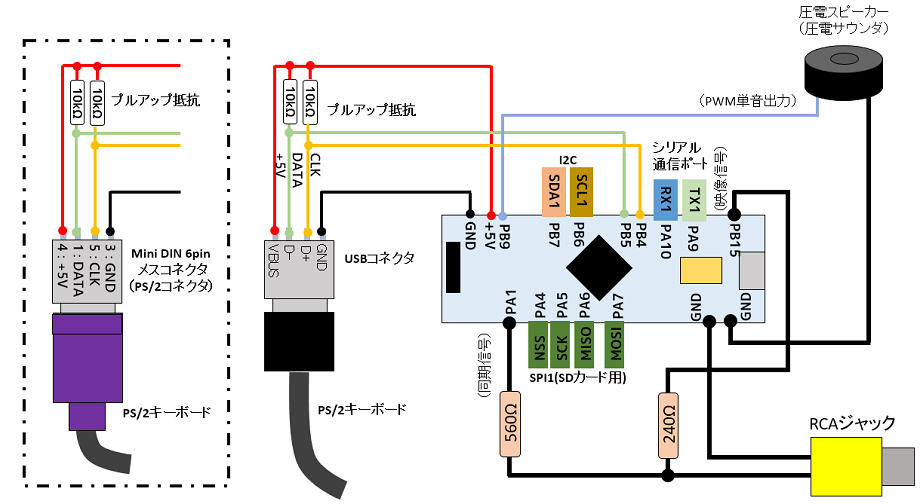 圧電スピーカー
(圧電サウンダ)
(PWM単音出力)
10kΩ
10kΩ
プルアップ抵抗
10kΩ
10kΩ
プルアップ抵抗
+5V
DATA
CLK
I2C
SDA1
SCL1
シリアル
通信ポート
RX1
TX1
(映像信号)
GND
+5V
PB9
PB7
PB6
PB5
PB4
PA10
PA9
PB15
4:+5V
1:DATA
5:CLK
3:GND
Mini DIN 6pin
メスコネクタ
(PS/2コネクタ)
VBUS
D-
D+
GND
USBコネクタ
PA1
PA4
PA5
PA6
PA7
GND
GND
NSS
SCK
MISO
MOSI
SPI1(SDカード用)
(同期信号)
560Ω
240Ω
PS/2キーボード
PS/2キーボード
RCAジャック